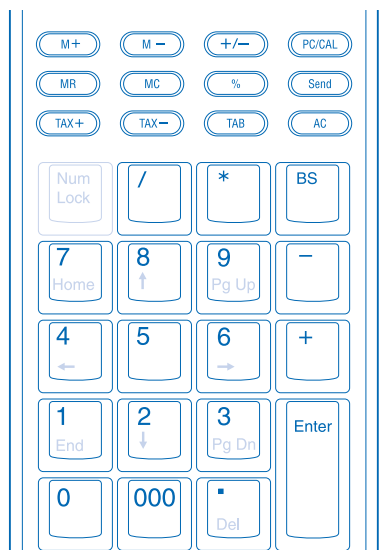 M+ M− +/− PC/CAL
MR MC % Send
TAX+ TAX− TAB AC
Num / * BS
Lock
7 8 9 −
Home ↑ Pg Up
4 5 6 +
← →
1 2 3 Enter
End ↓ Pg Dn
0 000 .
Del